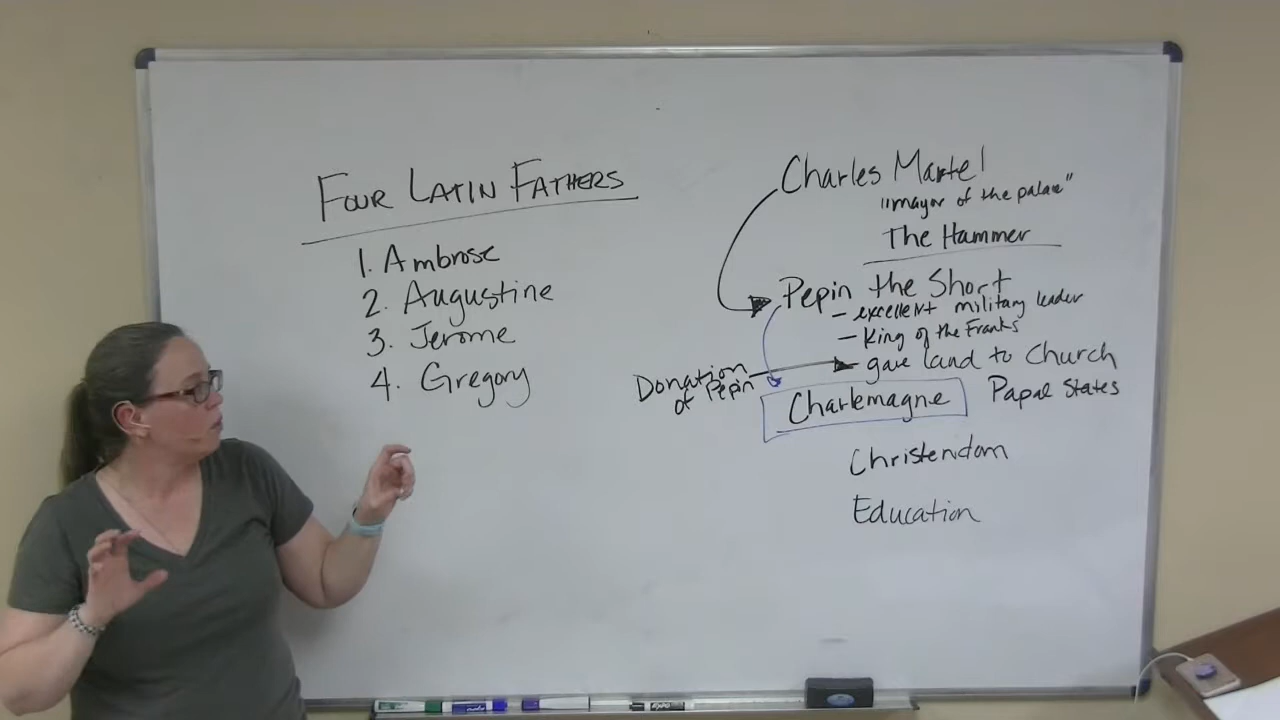 FOUR LATIN FATHERS
1. Ambrose
2. Augustine
3. Jerome
4. Gregory
Charles Martel
"mayor of the palace"
The Hammer
Pepin the Short
- excellent military leader
- King of the Franks
- gave land to Church
Donation
of Pepin
Papal States
Charlemagne
Christendom
Education